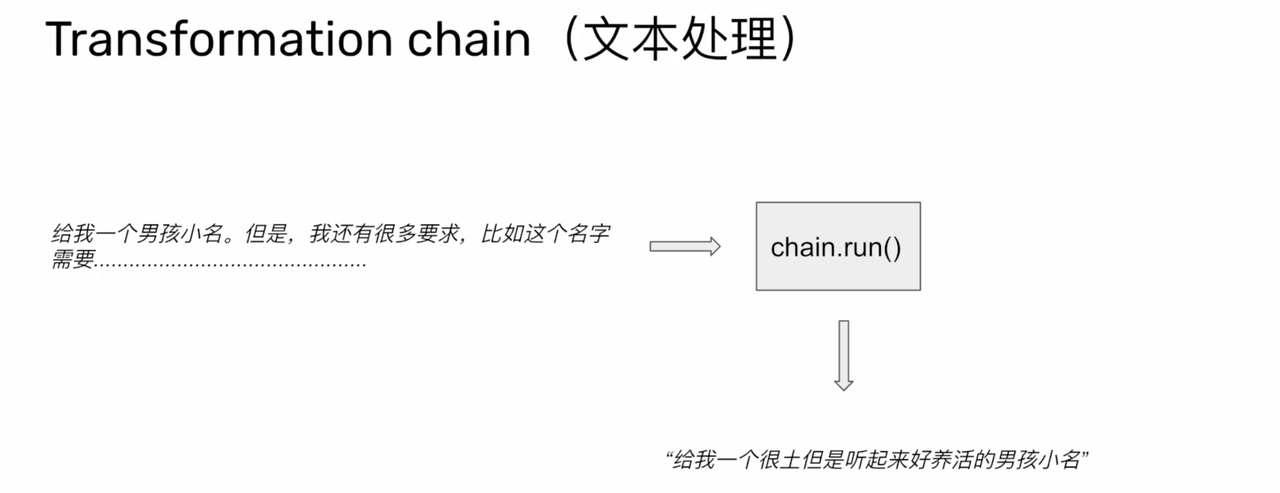 Transformation chain（文本处理）
给我一个男孩小名。但是，我还有很多要求，比如这个名字
需要..............................................
chain.run()
“给我一个很土但是听起来好养活的男孩小名”